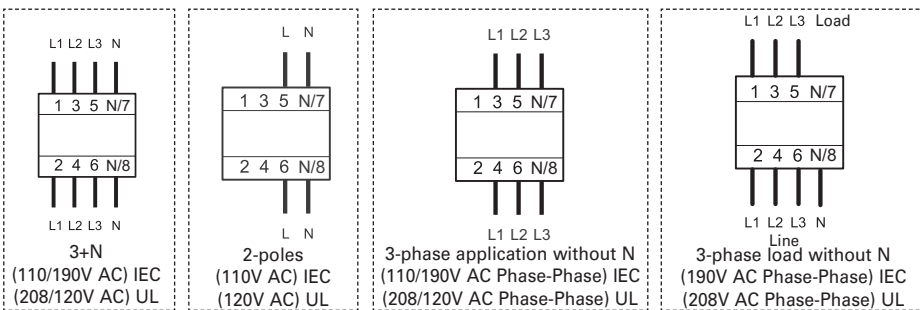 L1 L2 L3 N
1 3 5 N/7
2 4 6 N/8
L1 L2 L3 N
3+N
(110/190V AC) IEC
(208/120V AC) UL
L N
1 3 5 N/7
2 4 6 N/8
L N
2-poles
(110V AC) IEC
(120V AC) UL
L1 L2 L3
1 3 5 N/7
2 4 6 N/8
L1 L2 L3
3-phase application without N
(110/190V AC Phase-Phase) IEC
(208/120V AC Phase-Phase) UL
L1 L2 L3 Load
1 3 5 N/7
2 4 6 N/8
L1 L2 L3 N
Line
3-phase load without N
(190V AC Phase-Phase) IEC
(208V AC Phase-Phase) UL